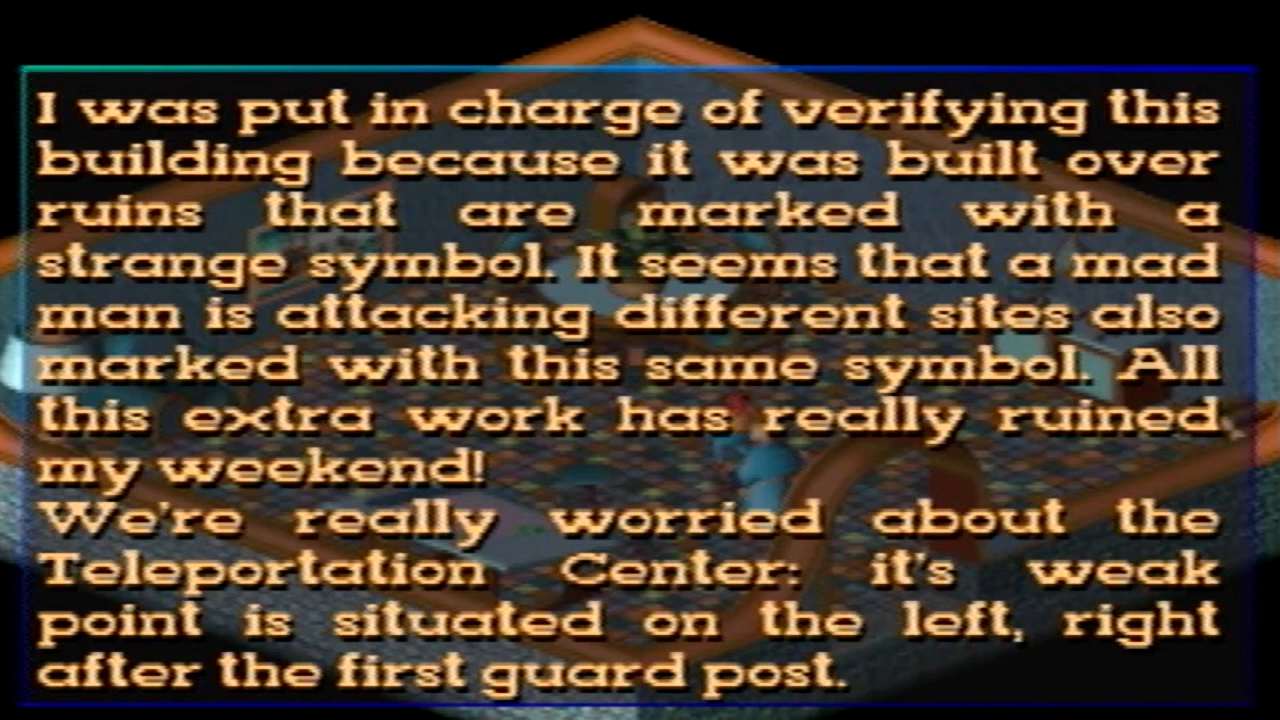 I was put in charge of verifying this
building because it was built over
ruins that are marked with a
strange symbol. It seems that a mad
man is attacking different sites also
marked with this same symbol. All
this extra work has really ruined
my weekend!
We're really worried about the
Teleportation Center: it's weak
point is situated on the left, right
after the first guard post.